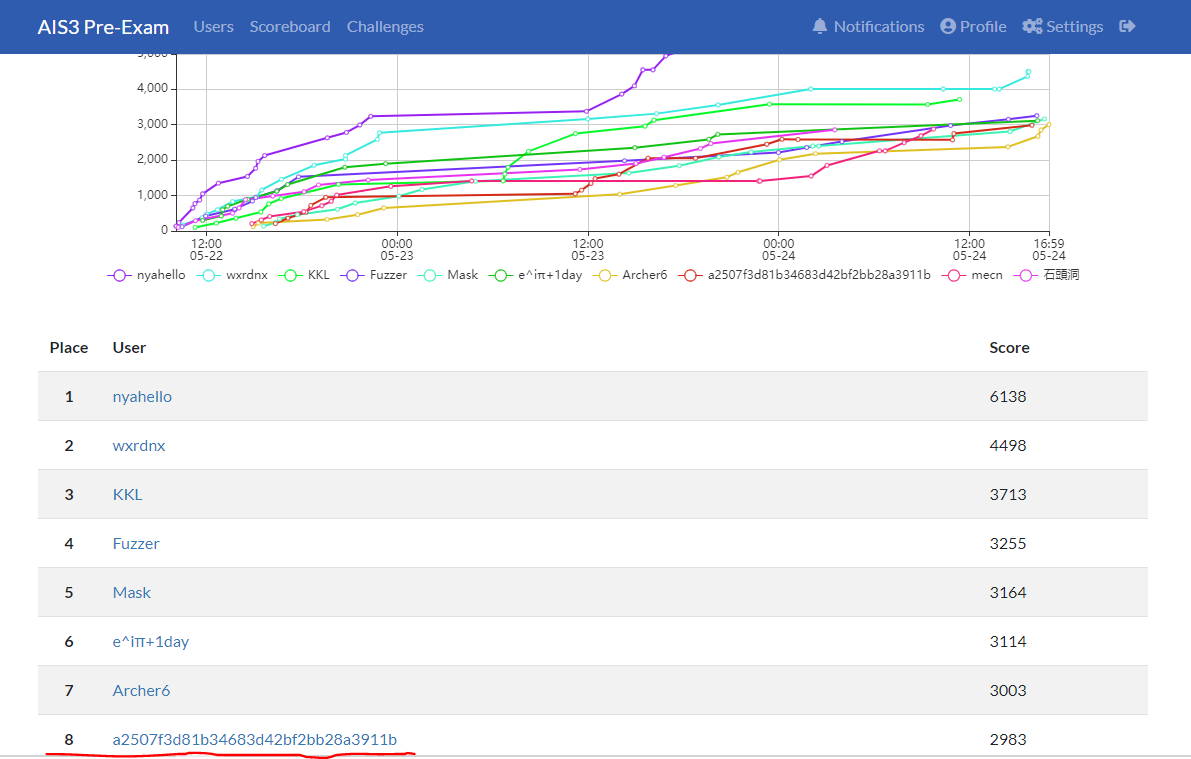 AIS3 Pre-Exam Users Scoreboard Challenges Notifications Profile Settings
5,000
4,000
3,000
2,000
1,000
0
12:00 00:00 12:00 00:00 12:00 16:59
05-22 05-23 05-23 05-24 05-24 05-24
nyahello wxrdnx KKL Fuzzer Mask e^iπ+1day Archer6 a2507f3d81b34683d42bf2bb28a3911b mecn 石頭洞
Place User Score
1 nyahello 6138
2 wxrdnx 4498
3 KKL 3713
4 Fuzzer 3255
5 Mask 3164
6 e^iπ+1day 3114
7 Archer6 3003
8 a2507f3d81b34683d42bf2bb28a3911b 2983